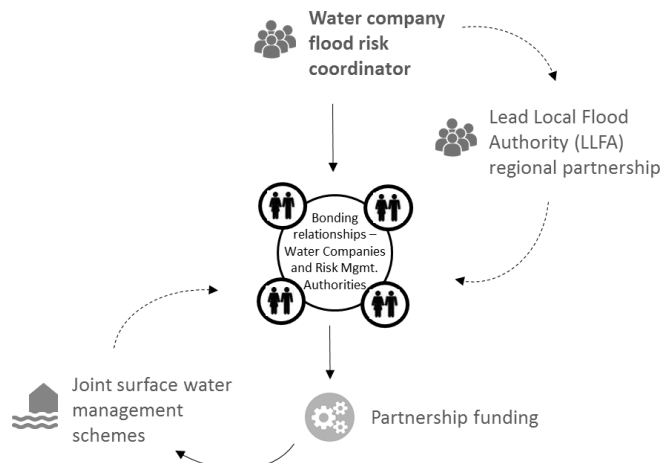 Water company
flood risk
coordinator
Lead Local Flood
Authority (LLFA)
regional partnership
Bonding
relationships –
Water Companies
and Risk Mgmt.
Authorities
Joint surface water
management
schemes
Partnership funding